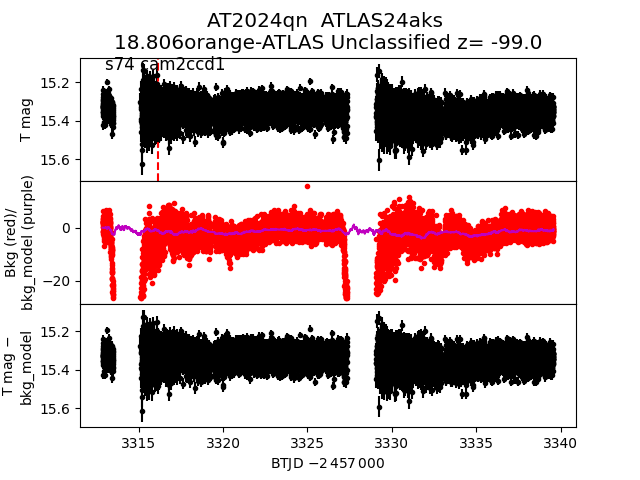 AT2024qn  ATLAS24aks
18.806orange-ATLAS Unclassified z= -99.0
s74 cam2ccd1
15.2
15.4
15.6
T mag
0
−20
Bkg (red)/
bkg_model (purple)
15.2
15.4
15.6
T mag −
bkg_model
3315 3320 3325 3330 3335 3340
BTJD −2 457 000